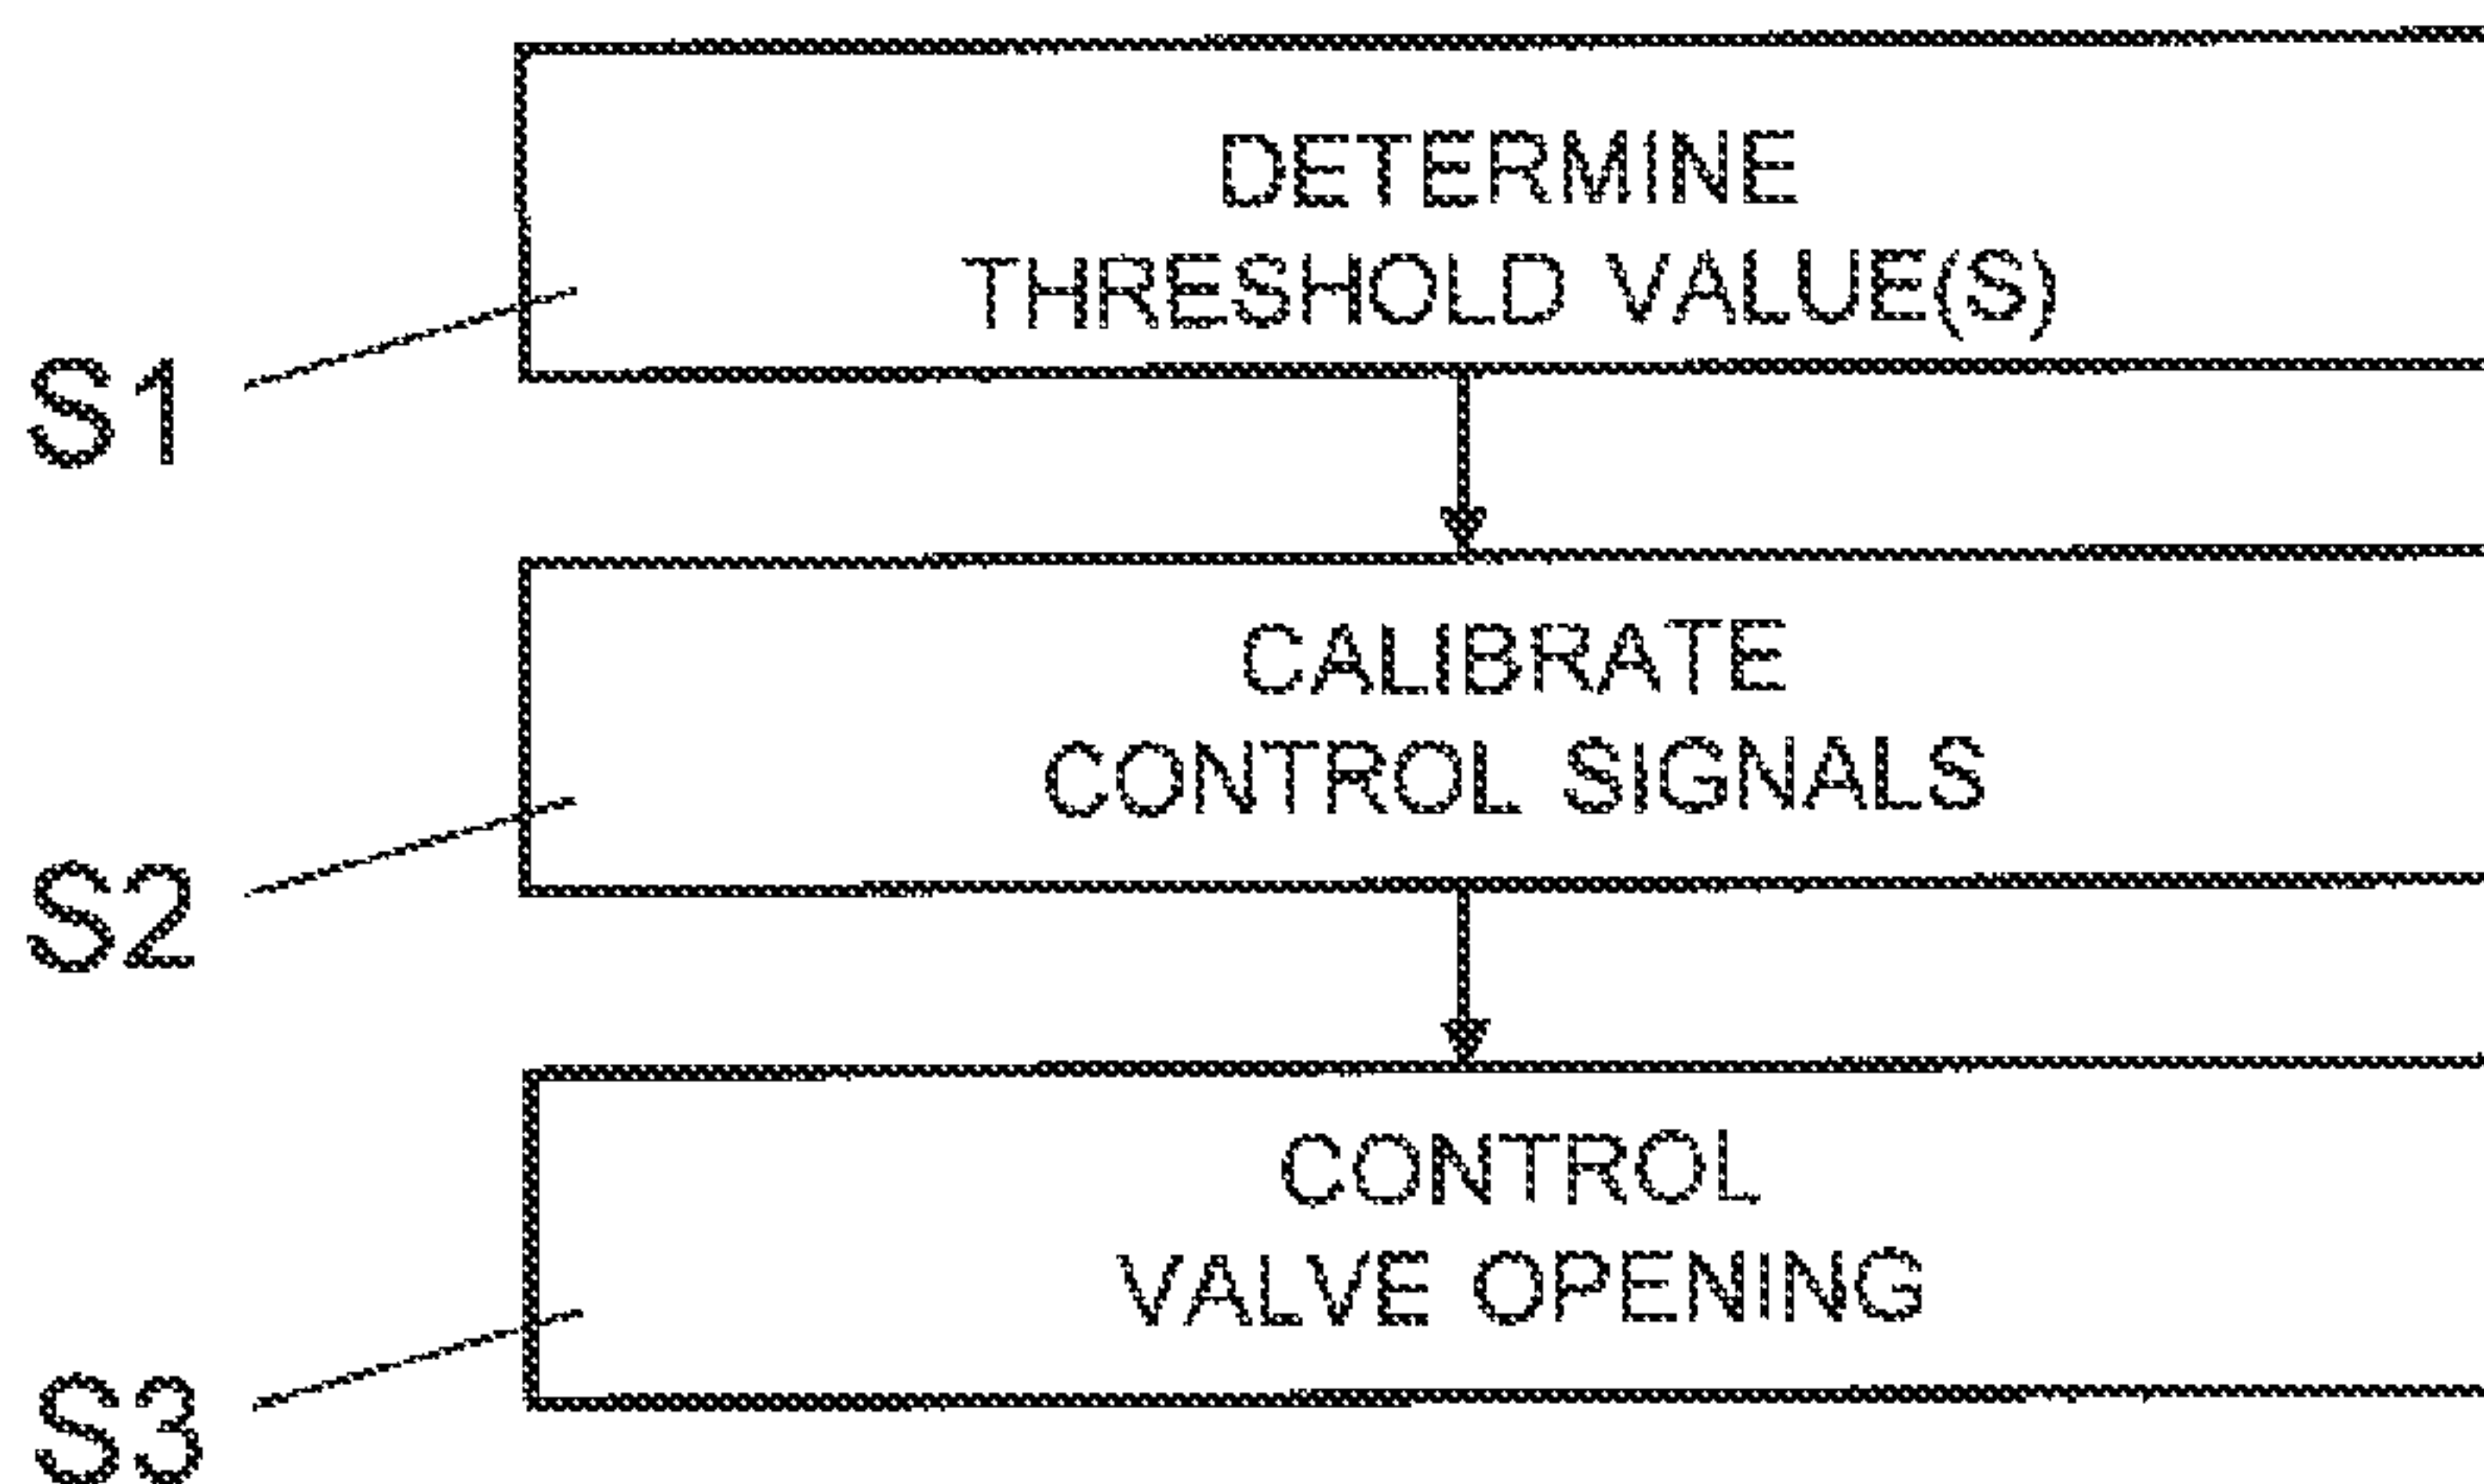 DETERMINE
THRESHOLD VALUE(S)
S1
CALIBRATE
CONTROL SIGNALS
S2
CONTROL
VALVE OPENING
S3